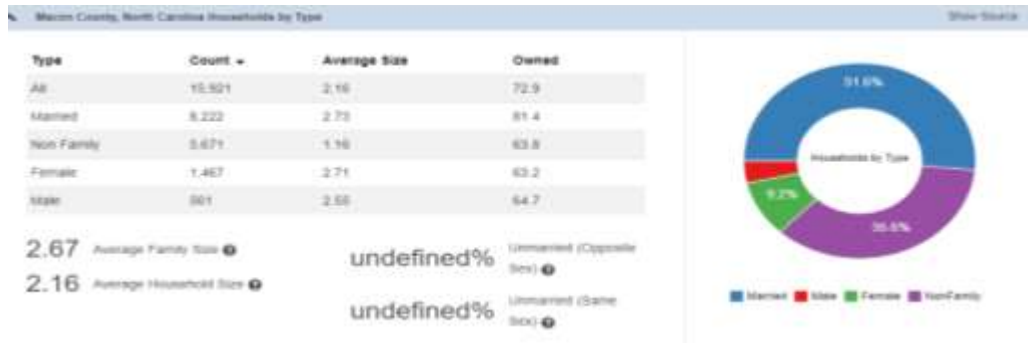 Macon County, North Carolina Households by Type
Show Source
Type Count Average Size Owned
All 15,921 2.16 72.9
Married 8,222 2.73 81.4
Non Family 5,671 1.16 63.8
Female 1,467 2.71 63.2
Male 561 64.7
2.67 Average Family Size
2.16 Average Household Size
undefined% Unmarried (Opposite
Sex)
undefined% Unmarried (Same
Sex)
51.6%
Households by Type
9.2%
35.6%
Married Male Female NonFamily